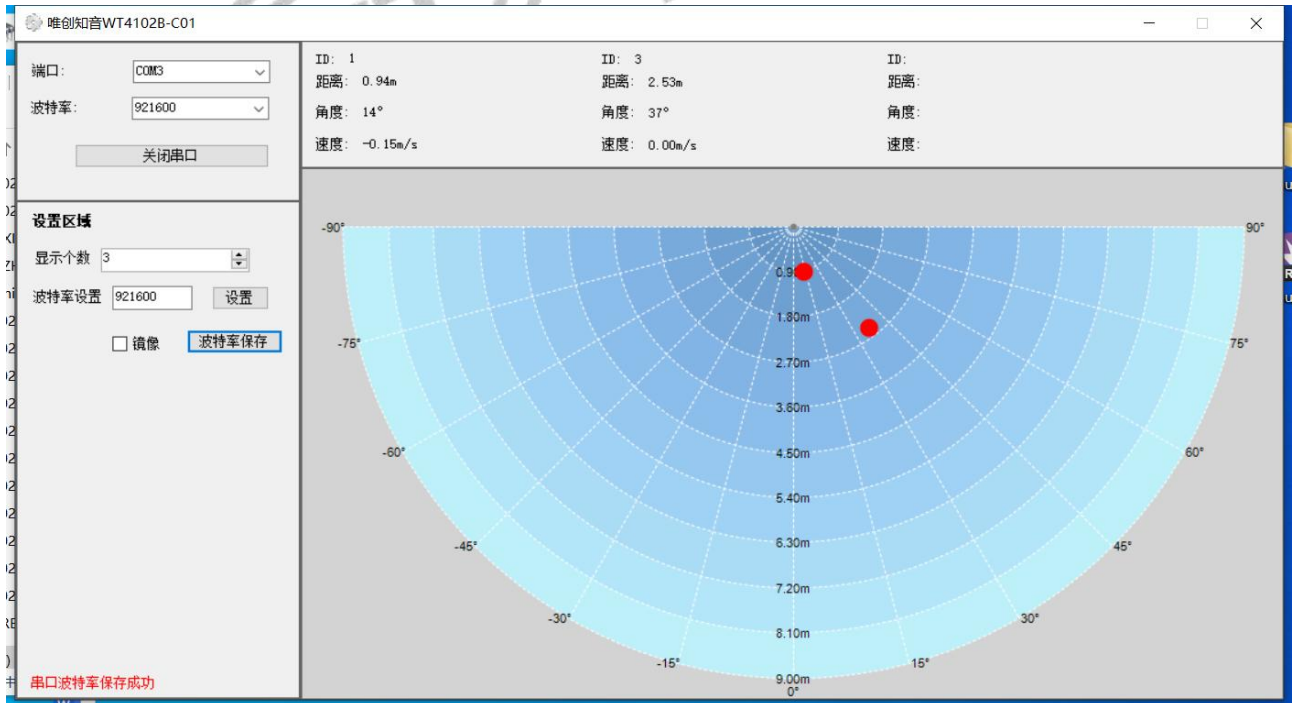 唯创知音WT4102B-C01
端口: COM3
波特率: 921600
关闭串口
ID: 1
距离: 0.94m
角度: 14°
速度: -0.15m/s
ID: 3
距离: 2.53m
角度: 37°
速度: 0.00m/s
ID:
距离:
角度:
速度:
设置区域
显示个数 3
波特率设置 921600 设置
镜像 波特率保存
串口波特率保存成功
-90° 90°
1.80m
-75° 75°
2.70m
3.60m
-60° 4.50m 60°
5.40m
-45° 6.30m 45°
7.20m
-30° 30°
8.10m
-15° 15°
9.00m
0°